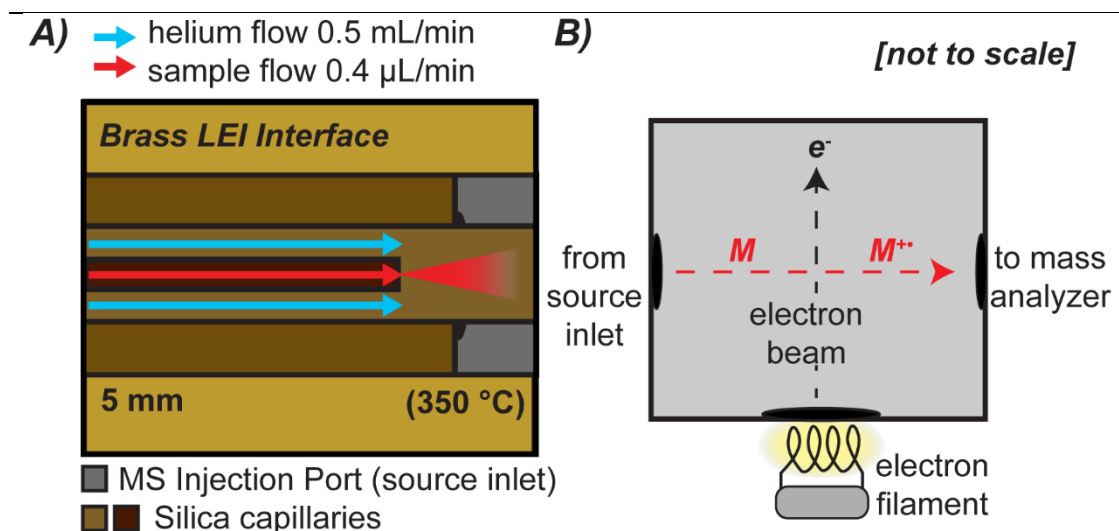 A)
helium flow 0.5 mL/min
sample flow 0.4 µL/min
Brass LEI Interface
5 mm
(350 °C)
MS Injection Port (source inlet)
Silica capillaries
B)
[not to scale]
e-
from
source
inlet
M
M+•
to mass
analyzer
electron
beam
electron
filament